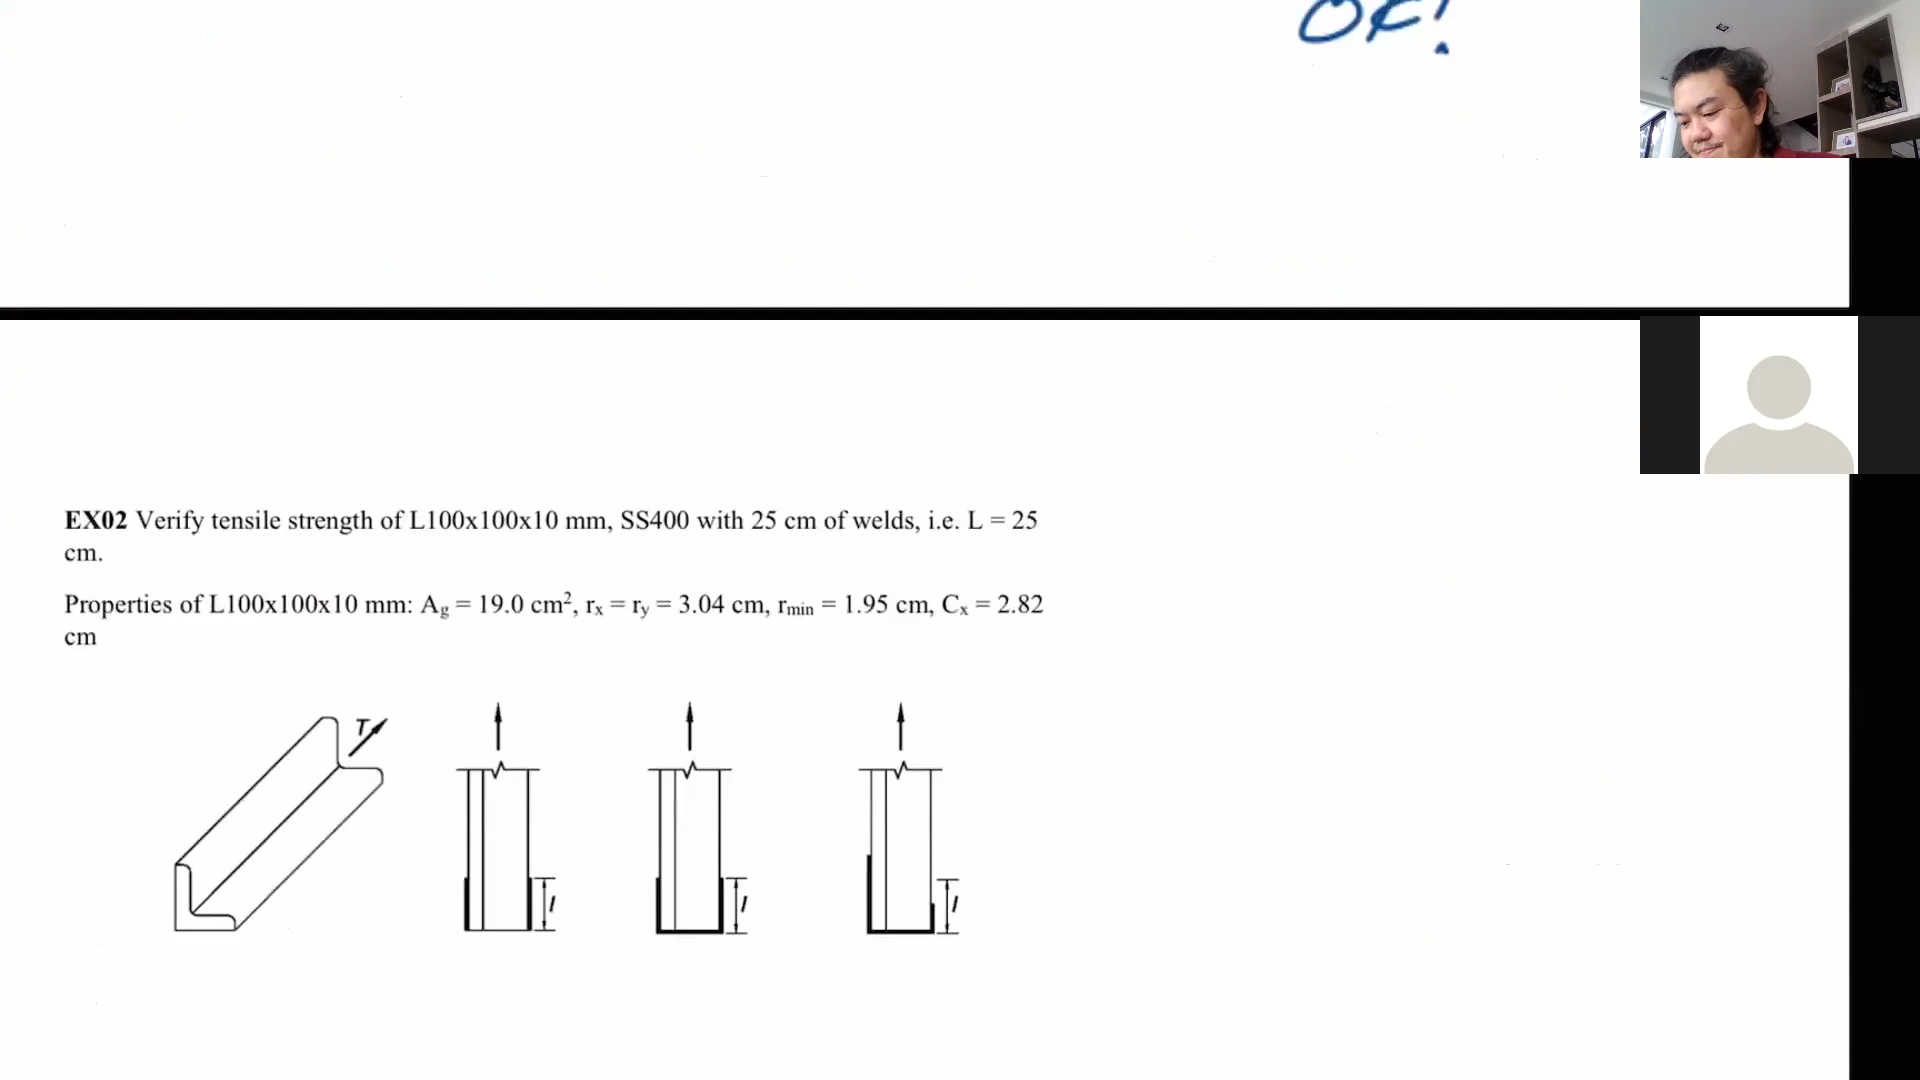 OK!
EX02 Verify tensile strength of L100x100x10 mm, SS400 with 25 cm of welds, i.e. L = 25
cm.
Properties of L100x100x10 mm: Ag = 19.0 cm², rx = ry = 3.04 cm, rmin = 1.95 cm, Cx = 2.82
cm
T
l
l
l